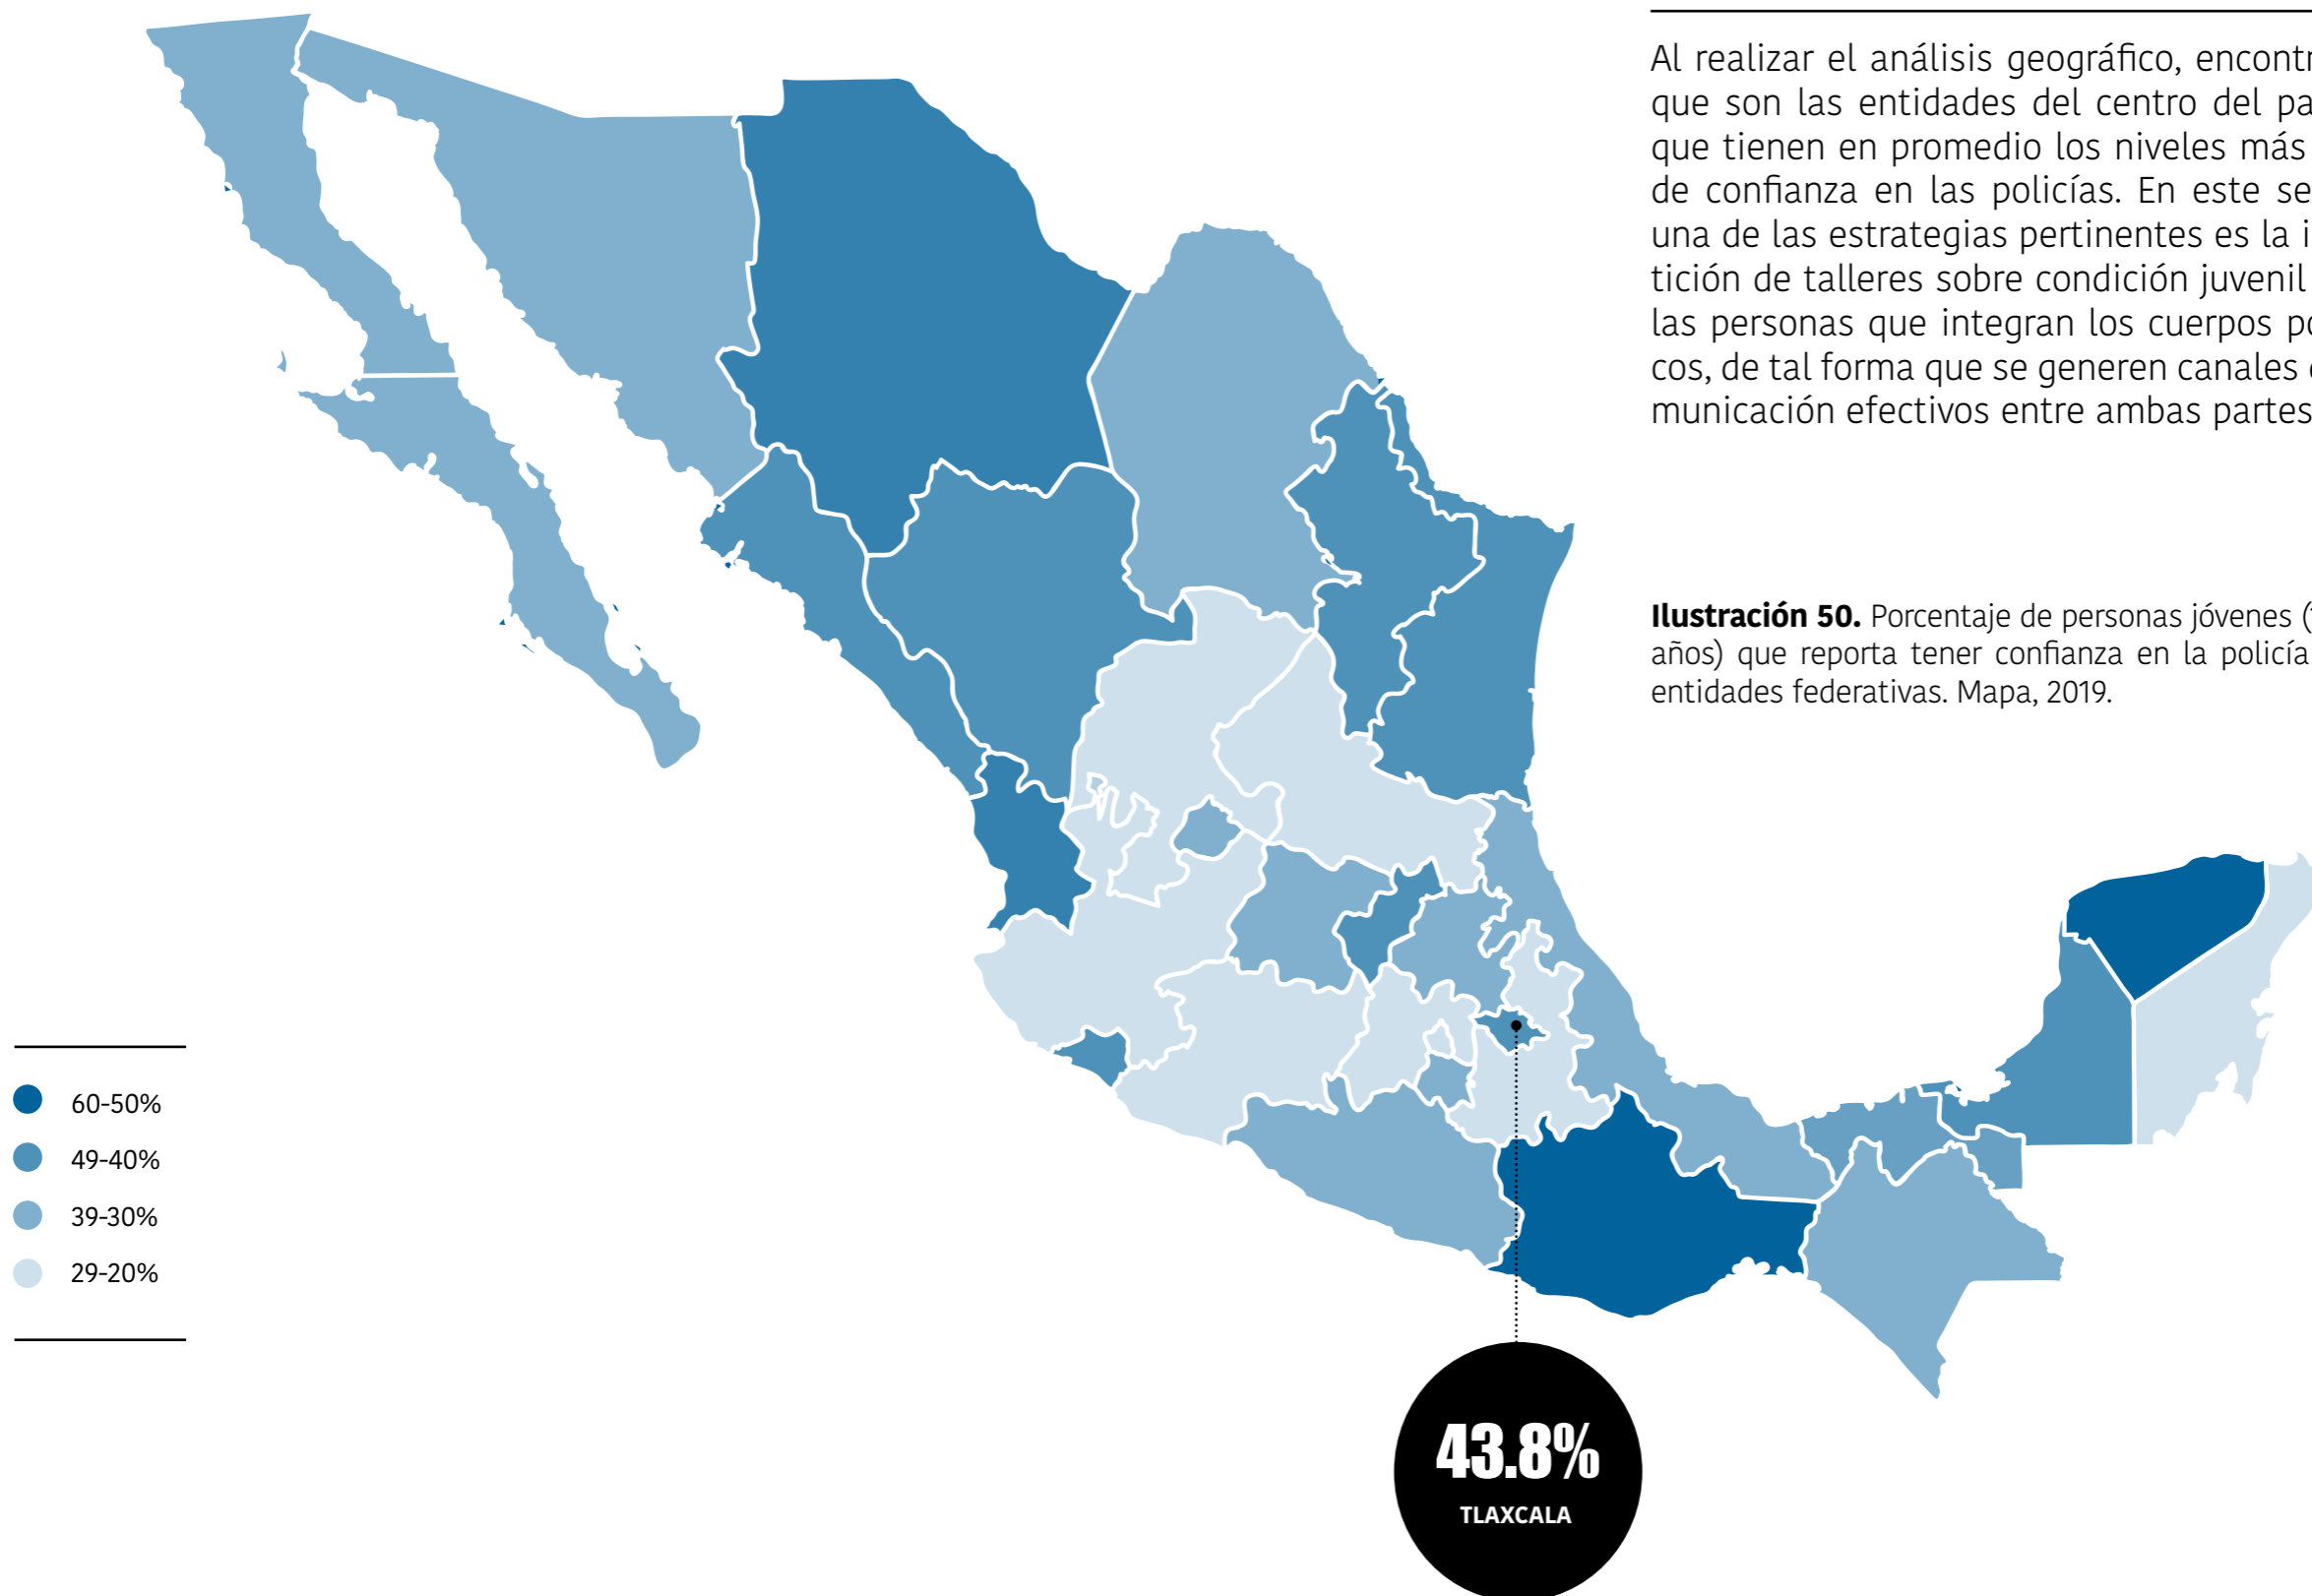 Al realizar el análisis geográfico, encontr
que son las entidades del centro del pa
que tienen en promedio los niveles más
de confianza en las policías. En este se
una de las estrategias pertinentes es la i
tición de talleres sobre condición juvenil
las personas que integran los cuerpos po
cos, de tal forma que se generen canales
municación efectivos entre ambas partes
Ilustración 50. Porcentaje de personas jóvenes (
años) que reporta tener confianza en la policía
entidades federativas. Mapa, 2019.
60-50%
49-40%
39-30%
29-20%
43.8%
TLAXCALA